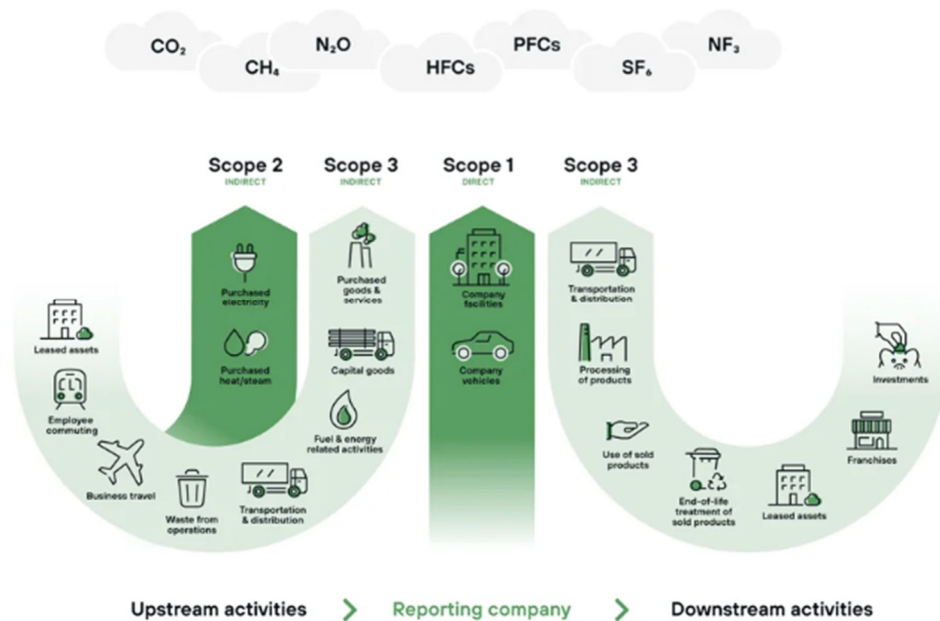 CO₂
CH₄
N₂O
HFCs
PFCs
SF₆
NF₃
Scope 2
INDIRECT
Scope 3
INDIRECT
Scope 1
DIRECT
Scope 3
INDIRECT
Purchased
electricity
Purchased
heat/steam
Purchased
goods &
services
Capital goods
Fuel & energy
related activities
Transportation
& distribution
Waste from
operations
Business travel
Employee
commuting
Leased assets
Company
facilities
Company
vehicles
Transportation
& distribution
Processing
of products
Use of sold
products
End-of-life
treatment of
sold products
Leased assets
Franchises
Investments
Upstream activities
Reporting company
Downstream activities